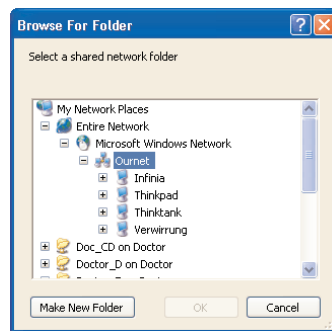 Browse For Folder
Select a shared network folder
My Network Places
Entire Network
Microsoft Windows Network
Ournet
Infinia
Thinkpad
Thinktank
Verwirrung
Doc_CD on Doctor
Doctor_D on Doctor
Make New Folder
OK
Cancel